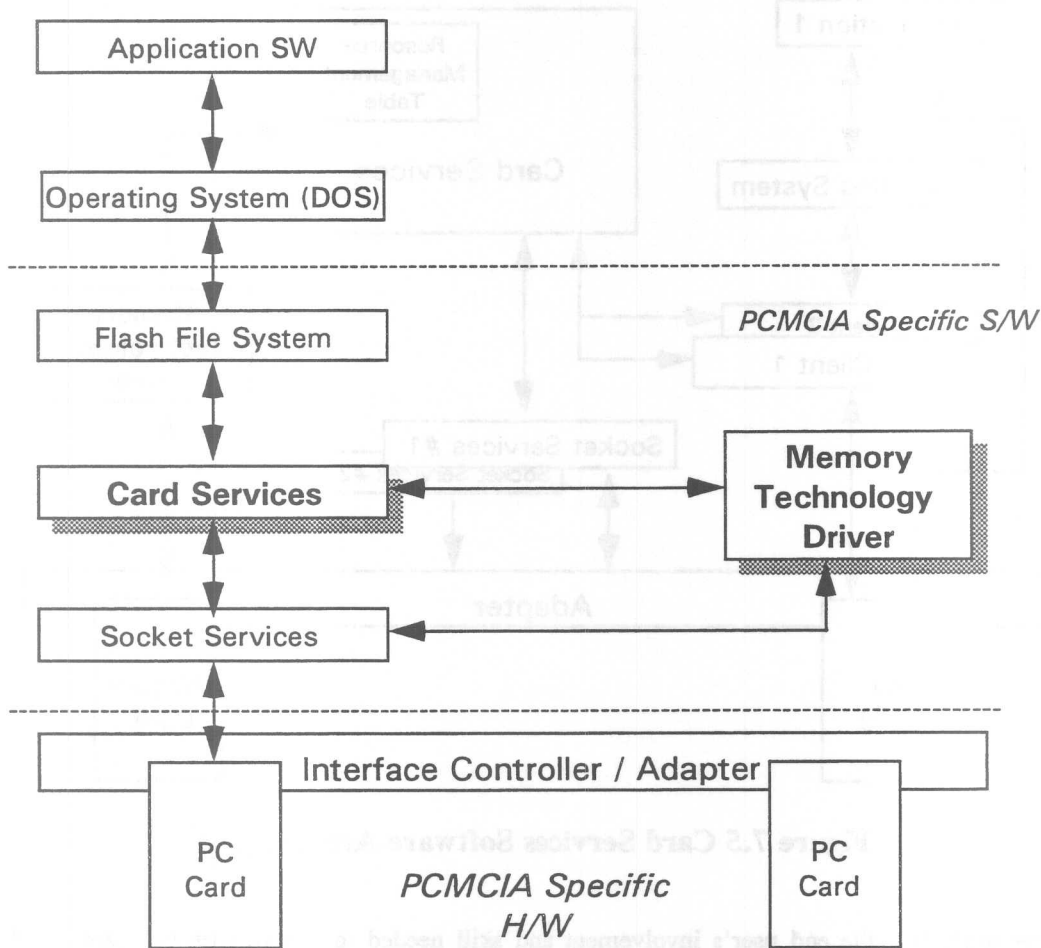 Application SW
Operating System (DOS)
Flash File System
PCMCIA Specific S/W
Card Services
Memory
Technology
Driver
Socket Services
Interface Controller / Adapter
PC
Card
PCMCIA Specific
H/W
PC
Card